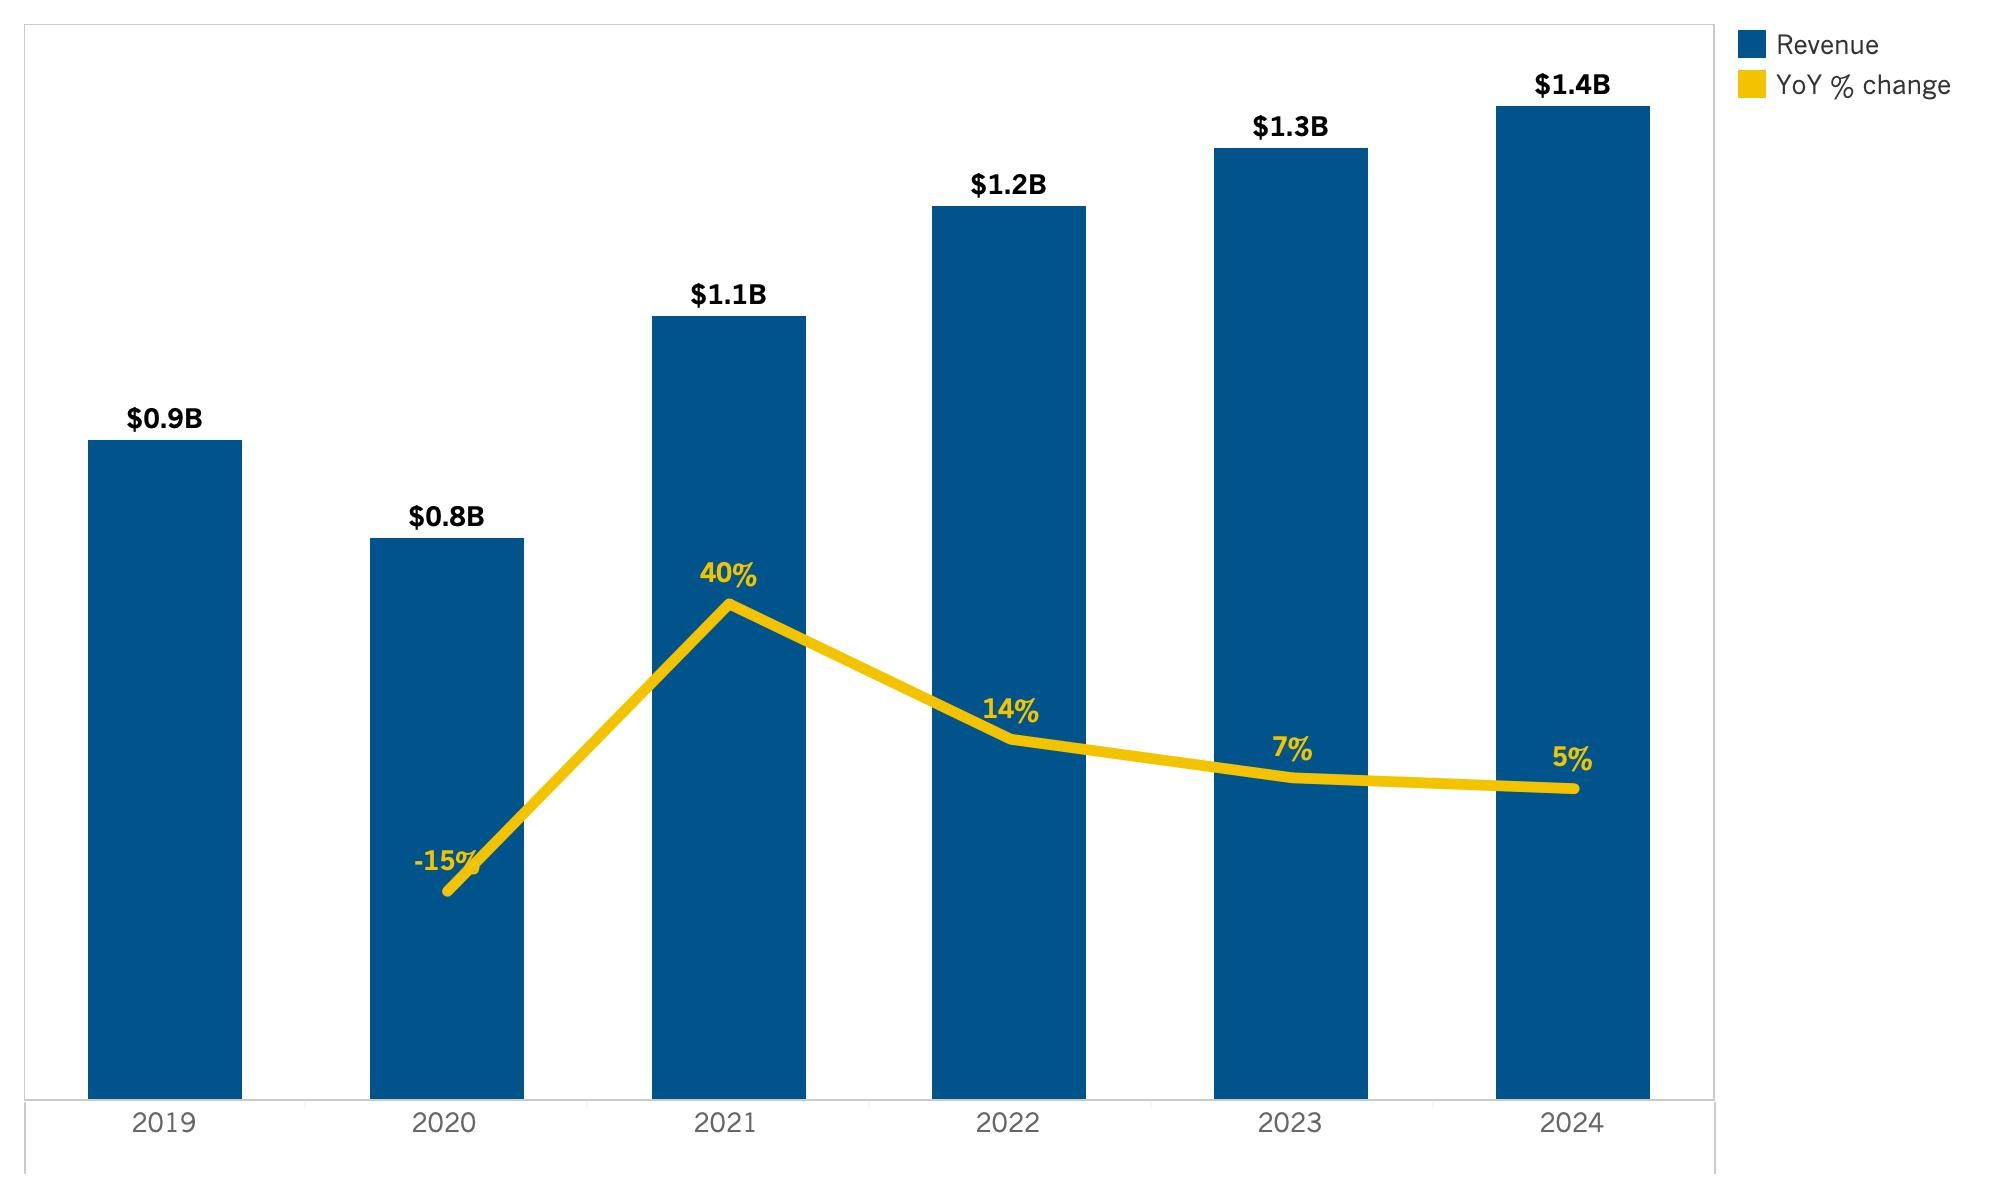 Revenue
YoY % change
$1.4B
$1.3B
$1.2B
$1.1B
$0.9B
$0.8B
40%
14%
7%
5%
-15%
2019 2020 2021 2022 2023 2024